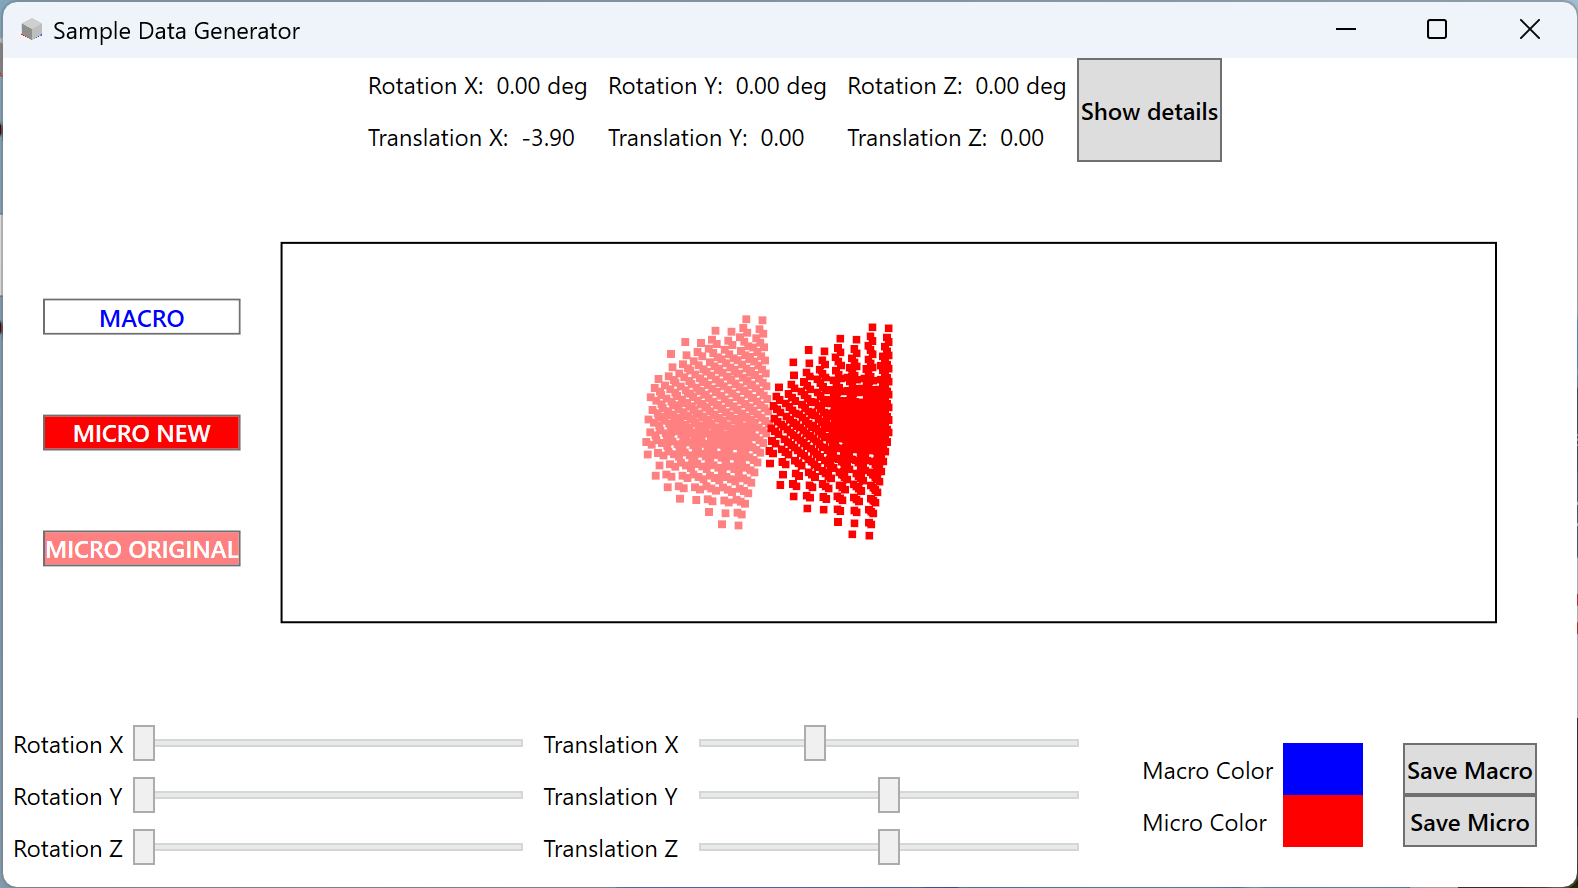 Sample Data Generator
Rotation X: 0.00 deg Rotation Y: 0.00 deg Rotation Z: 0.00 deg
Show details
Translation X: -3.90 Translation Y: 0.00 Translation Z: 0.00
MACRO
MICRO NEW
MICRO ORIGINAL
Rotation X
Translation X
Rotation Y
Translation Y
Rotation Z
Translation Z
Macro Color
Save Macro
Micro Color
Save Micro